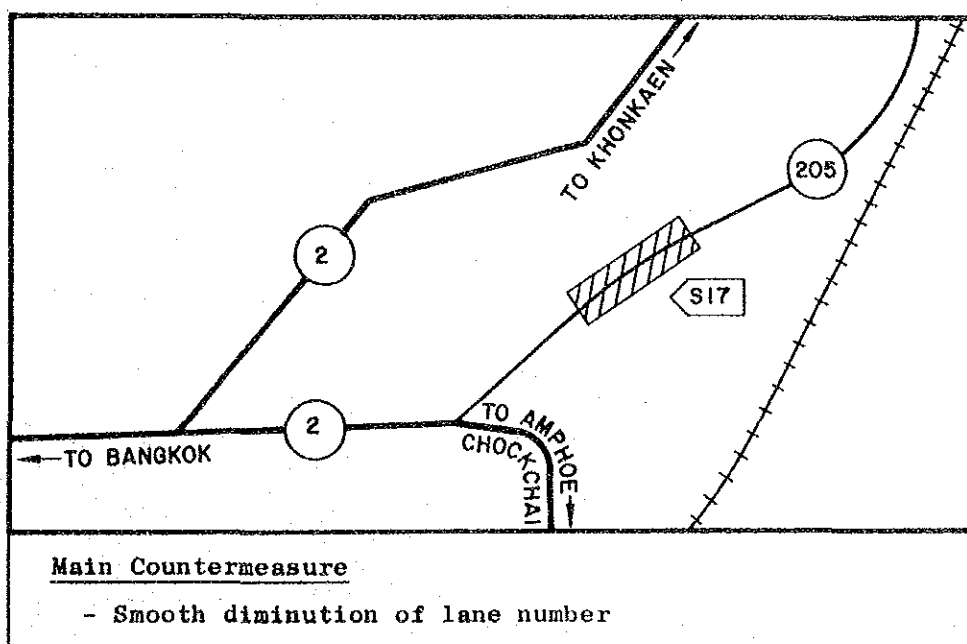 TO KHONKAEN
205
2
S17
2
TO AMPHOE
CHOCKCHAI
TO BANGKOK
Main Countermeasure
- Smooth diminution of lane number